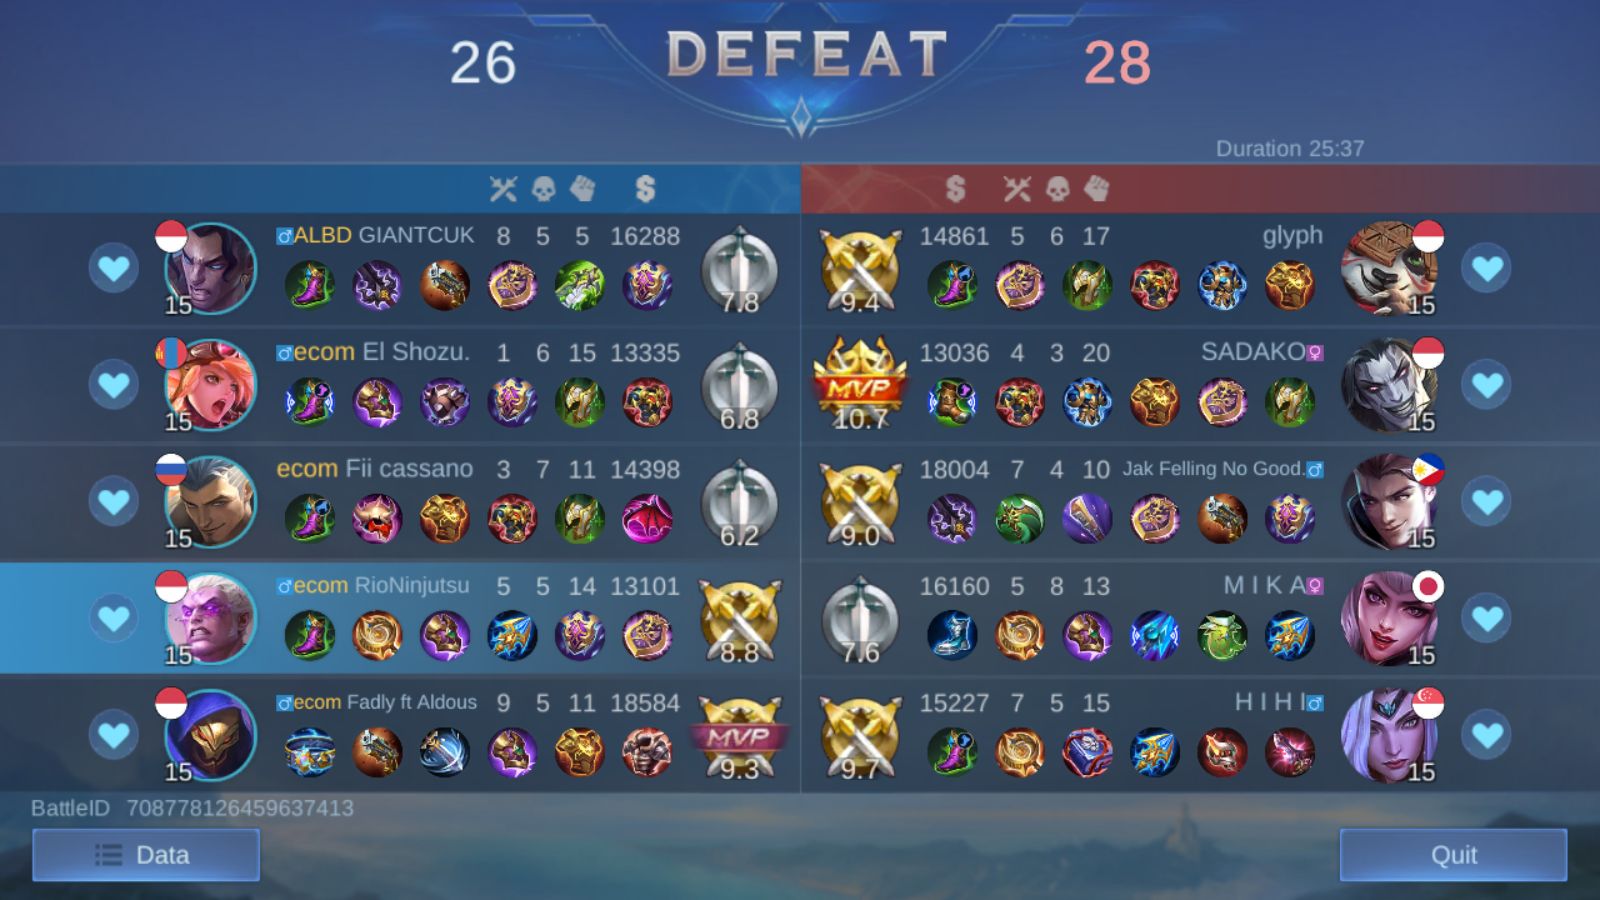 26 DEFEAT 28
Duration 25:37
ALBD GIANTCUK 8 5 5 16288
15 7.8
14861 5 6 17 glyph
9.4 15
ecom El Shozu. 1 6 15 13335
15 6.8
13036 4 3 20 SADAKO
MVP
10.7 15
ecom Fii cassano 3 7 11 14398
15 6.2
18004 7 4 10 Jak Felling No Good.
9.0 15
ecom RioNinjutsu 5 5 14 13101
15 8.8
16160 5 8 13 M I K A
7.6 15
ecom Fadly ft Aldous 9 5 11 18584
MVP
15 9.3
15227 7 5 15 H I H I
9.7 15
BattleID 708778126459637413
Data
Quit